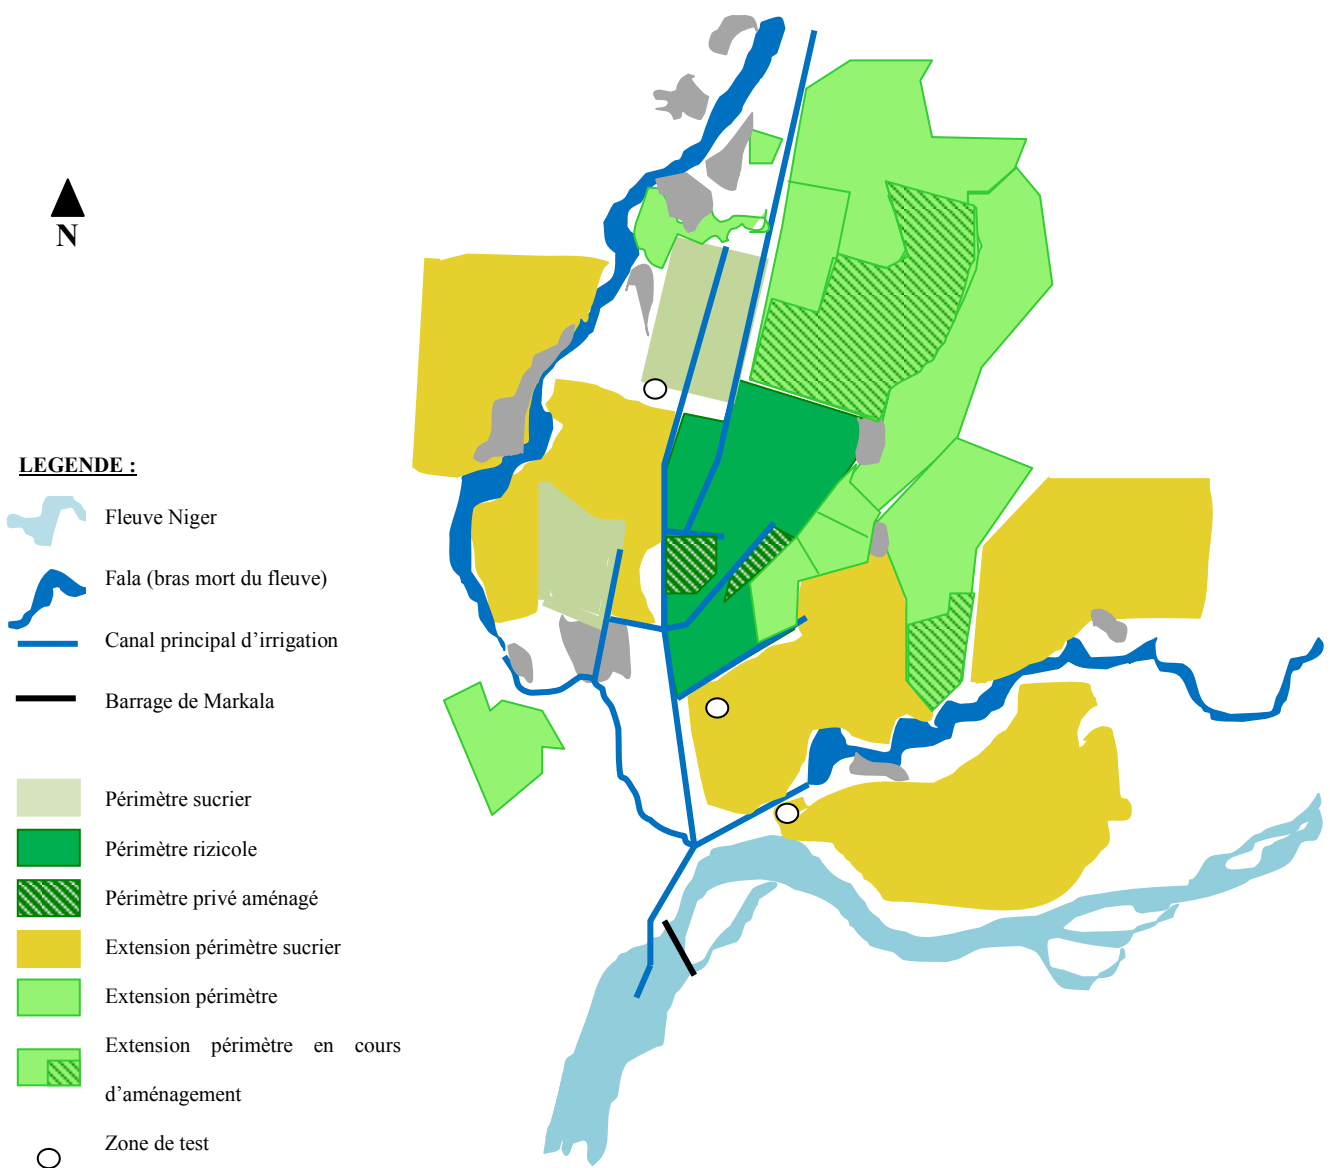 N
LEGENDE :
Fleuve Niger
Fala (bras mort du fleuve)
Canal principal d’irrigation
Barrage de Markala
Périmètre sucrier
Périmètre rizicole
Périmètre privé aménagé
Extension périmètre sucrier
Extension périmètre
Extension périmètre en cours
d’aménagement
Zone de test